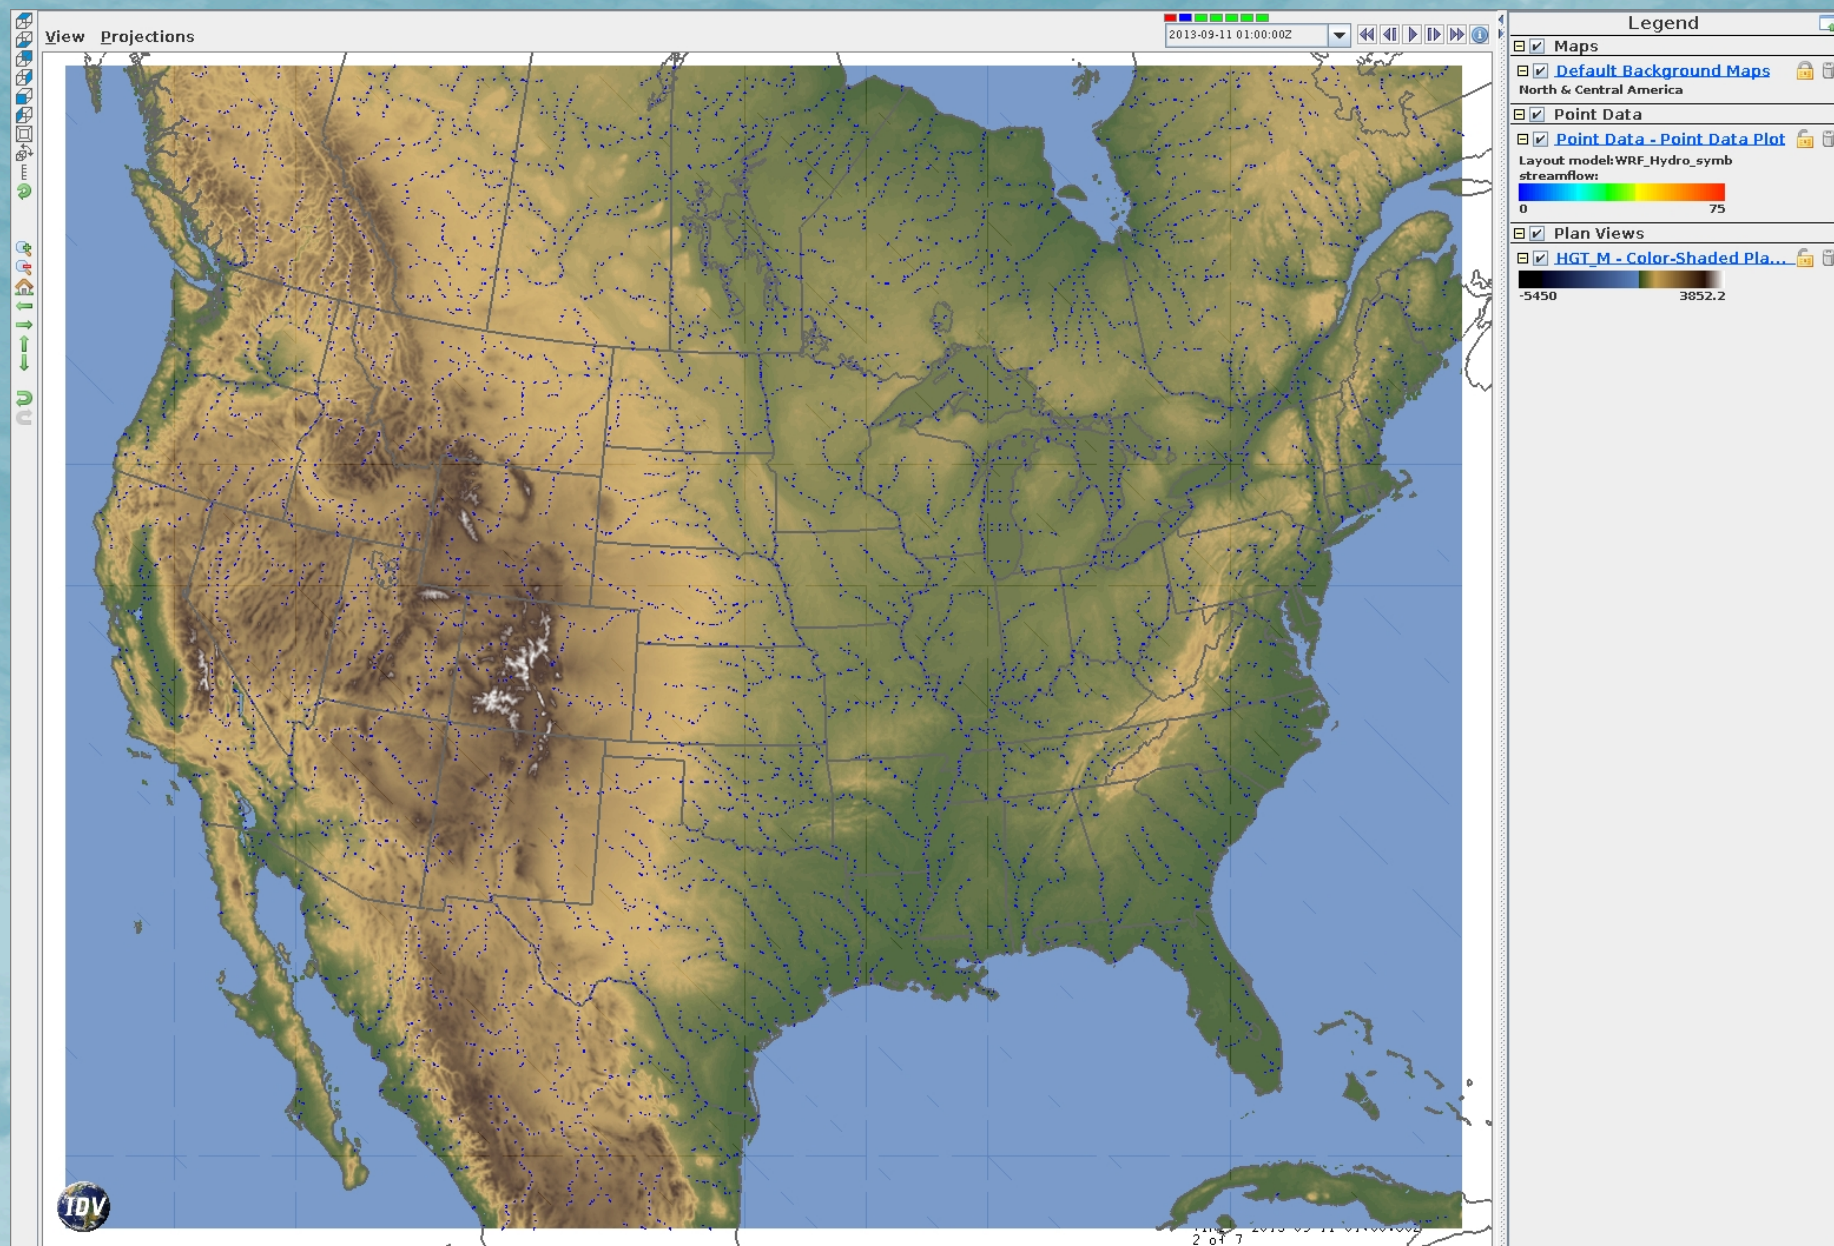 View Projections
2013-09-11 01:00:00Z
Legend
Maps
Default Background Maps
North & Central America
Point Data
Point Data - Point Data Plot
Layout model:WRF_Hydro_symb
streamflow:
0 75
Plan Views
HGT_M - Color-Shaded Pla...
-5450 3852.2
IDV
2 of 7